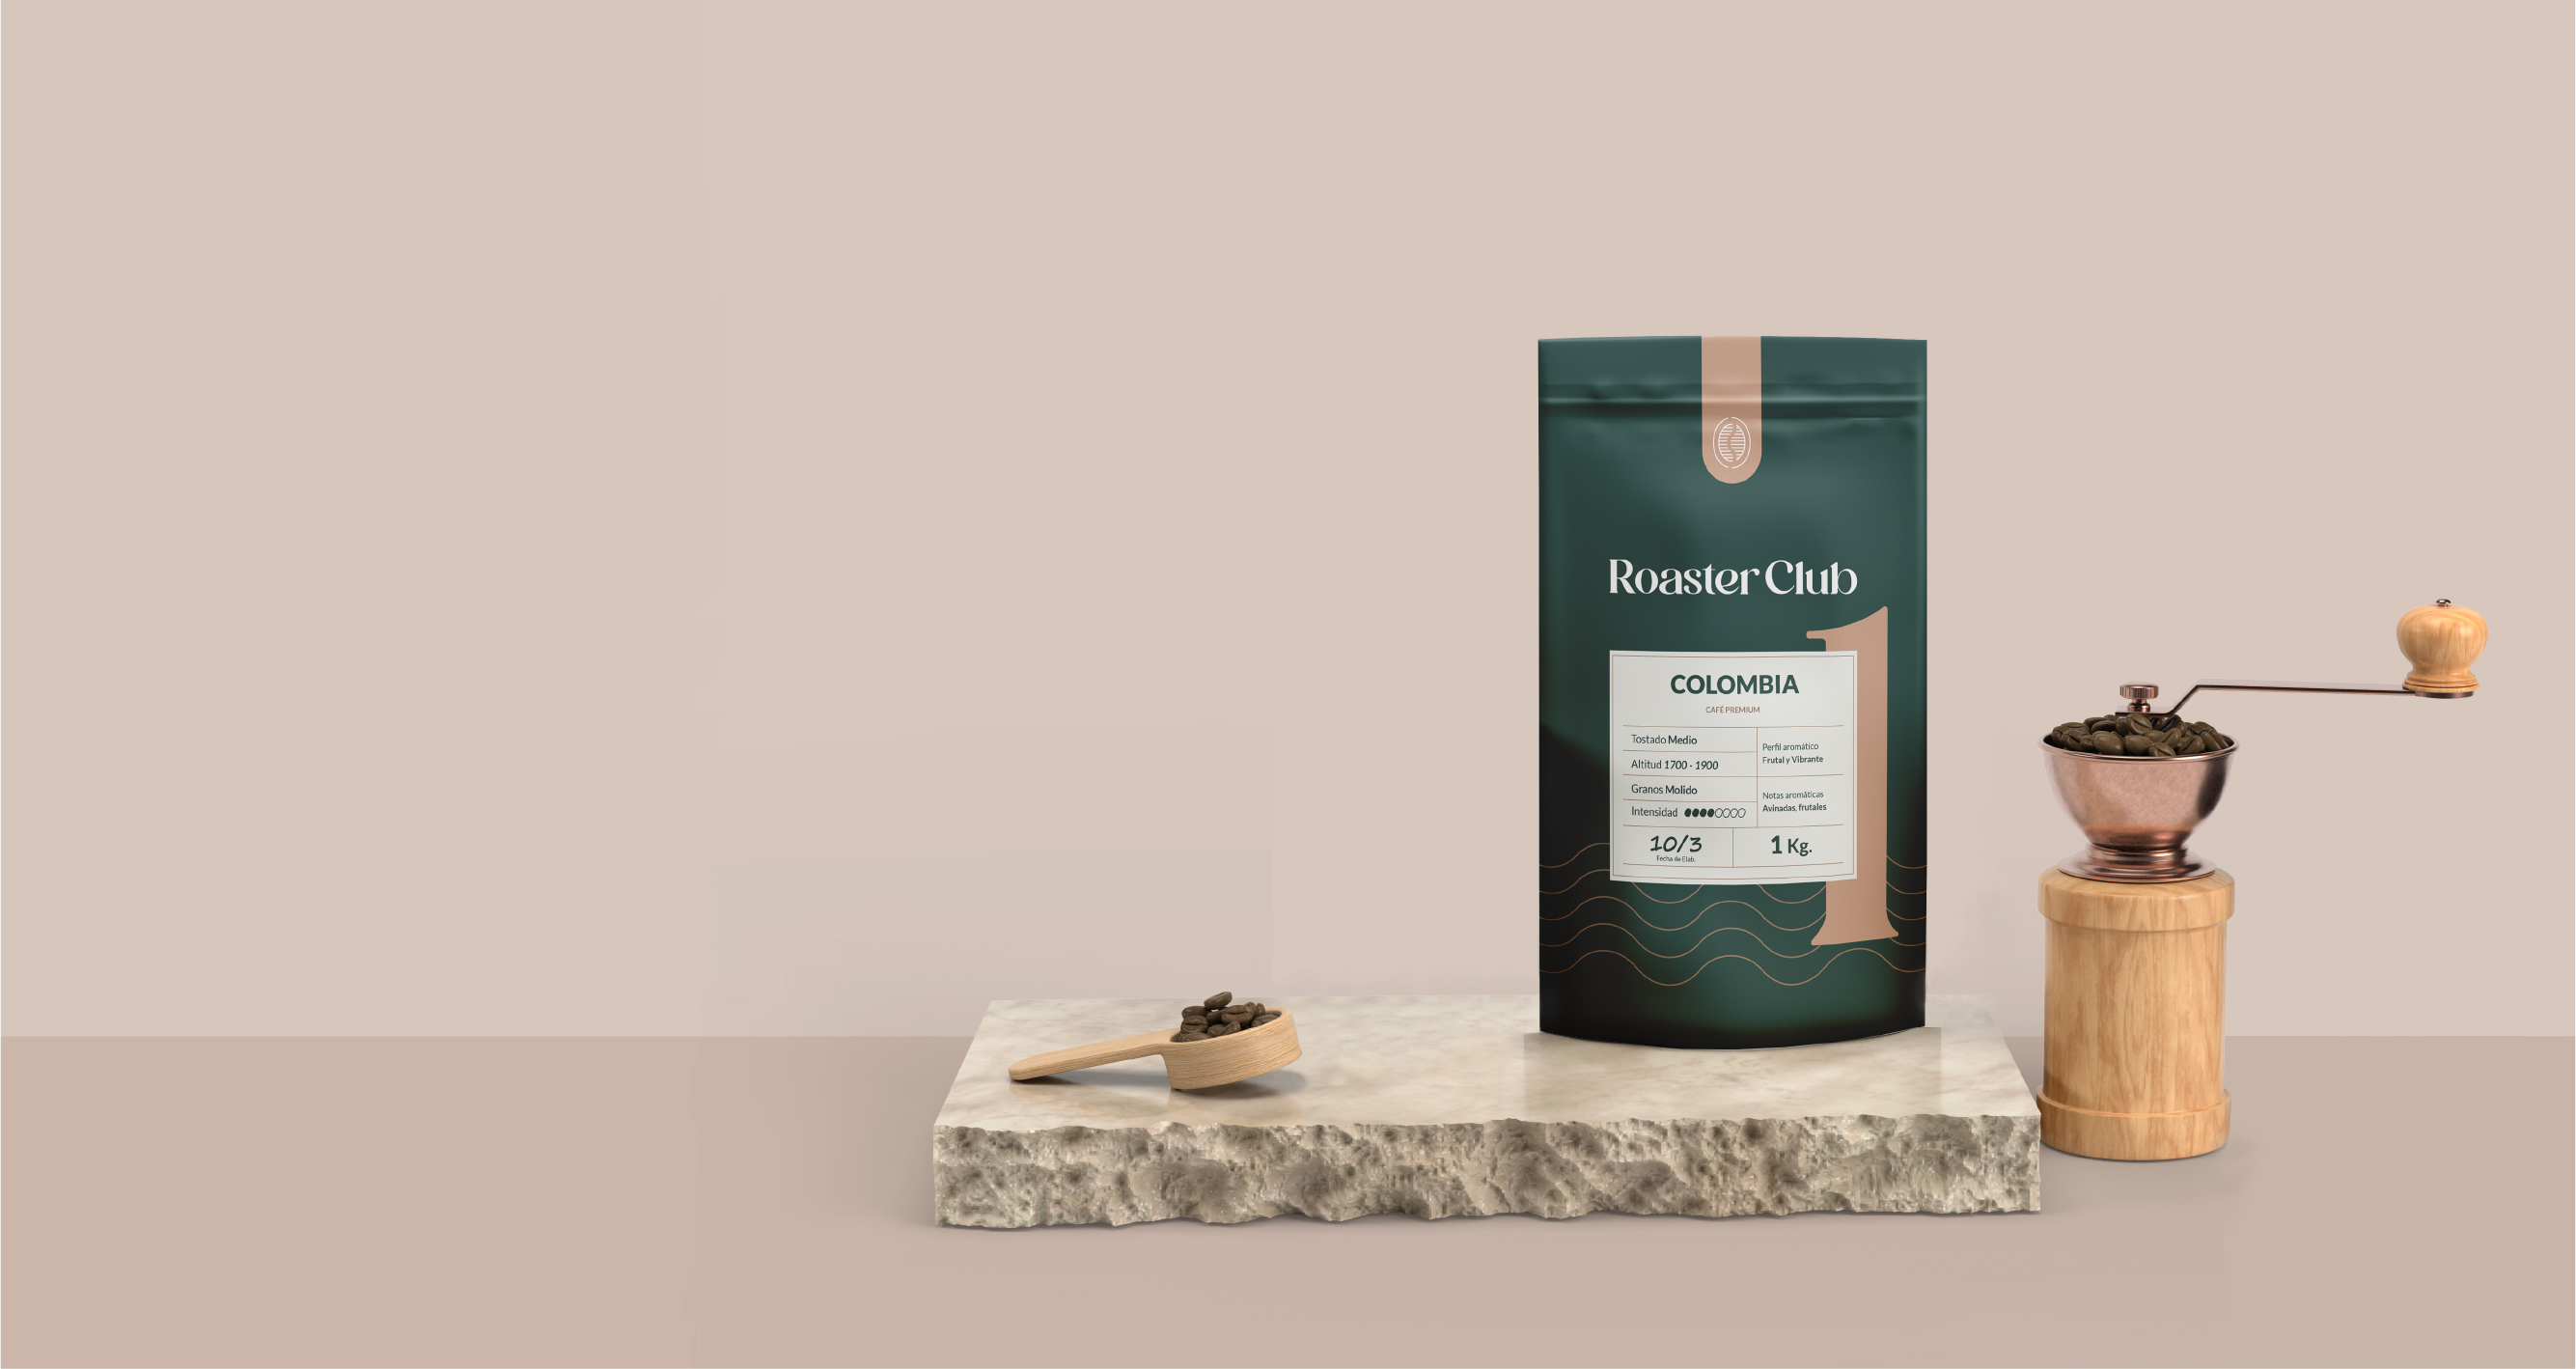 Roaster Club
1
COLOMBIA
CAFÉ PREMIUM
Tostado Medio
Altitud 1700 - 1900
Granos Molido
Intensidad
Perfil aromático
Frutal y Vibrante
Notas aromáticas
Avinadas, frutales
10/3
Fecha de Elab.
1 Kg.